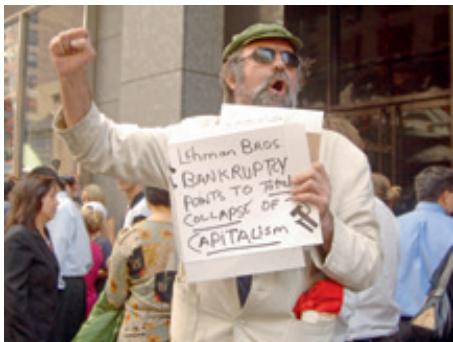 Lehman Bros.
BANKRUPTCY
POINTS TO Total
COLLAPSE OF
CAPITALISM